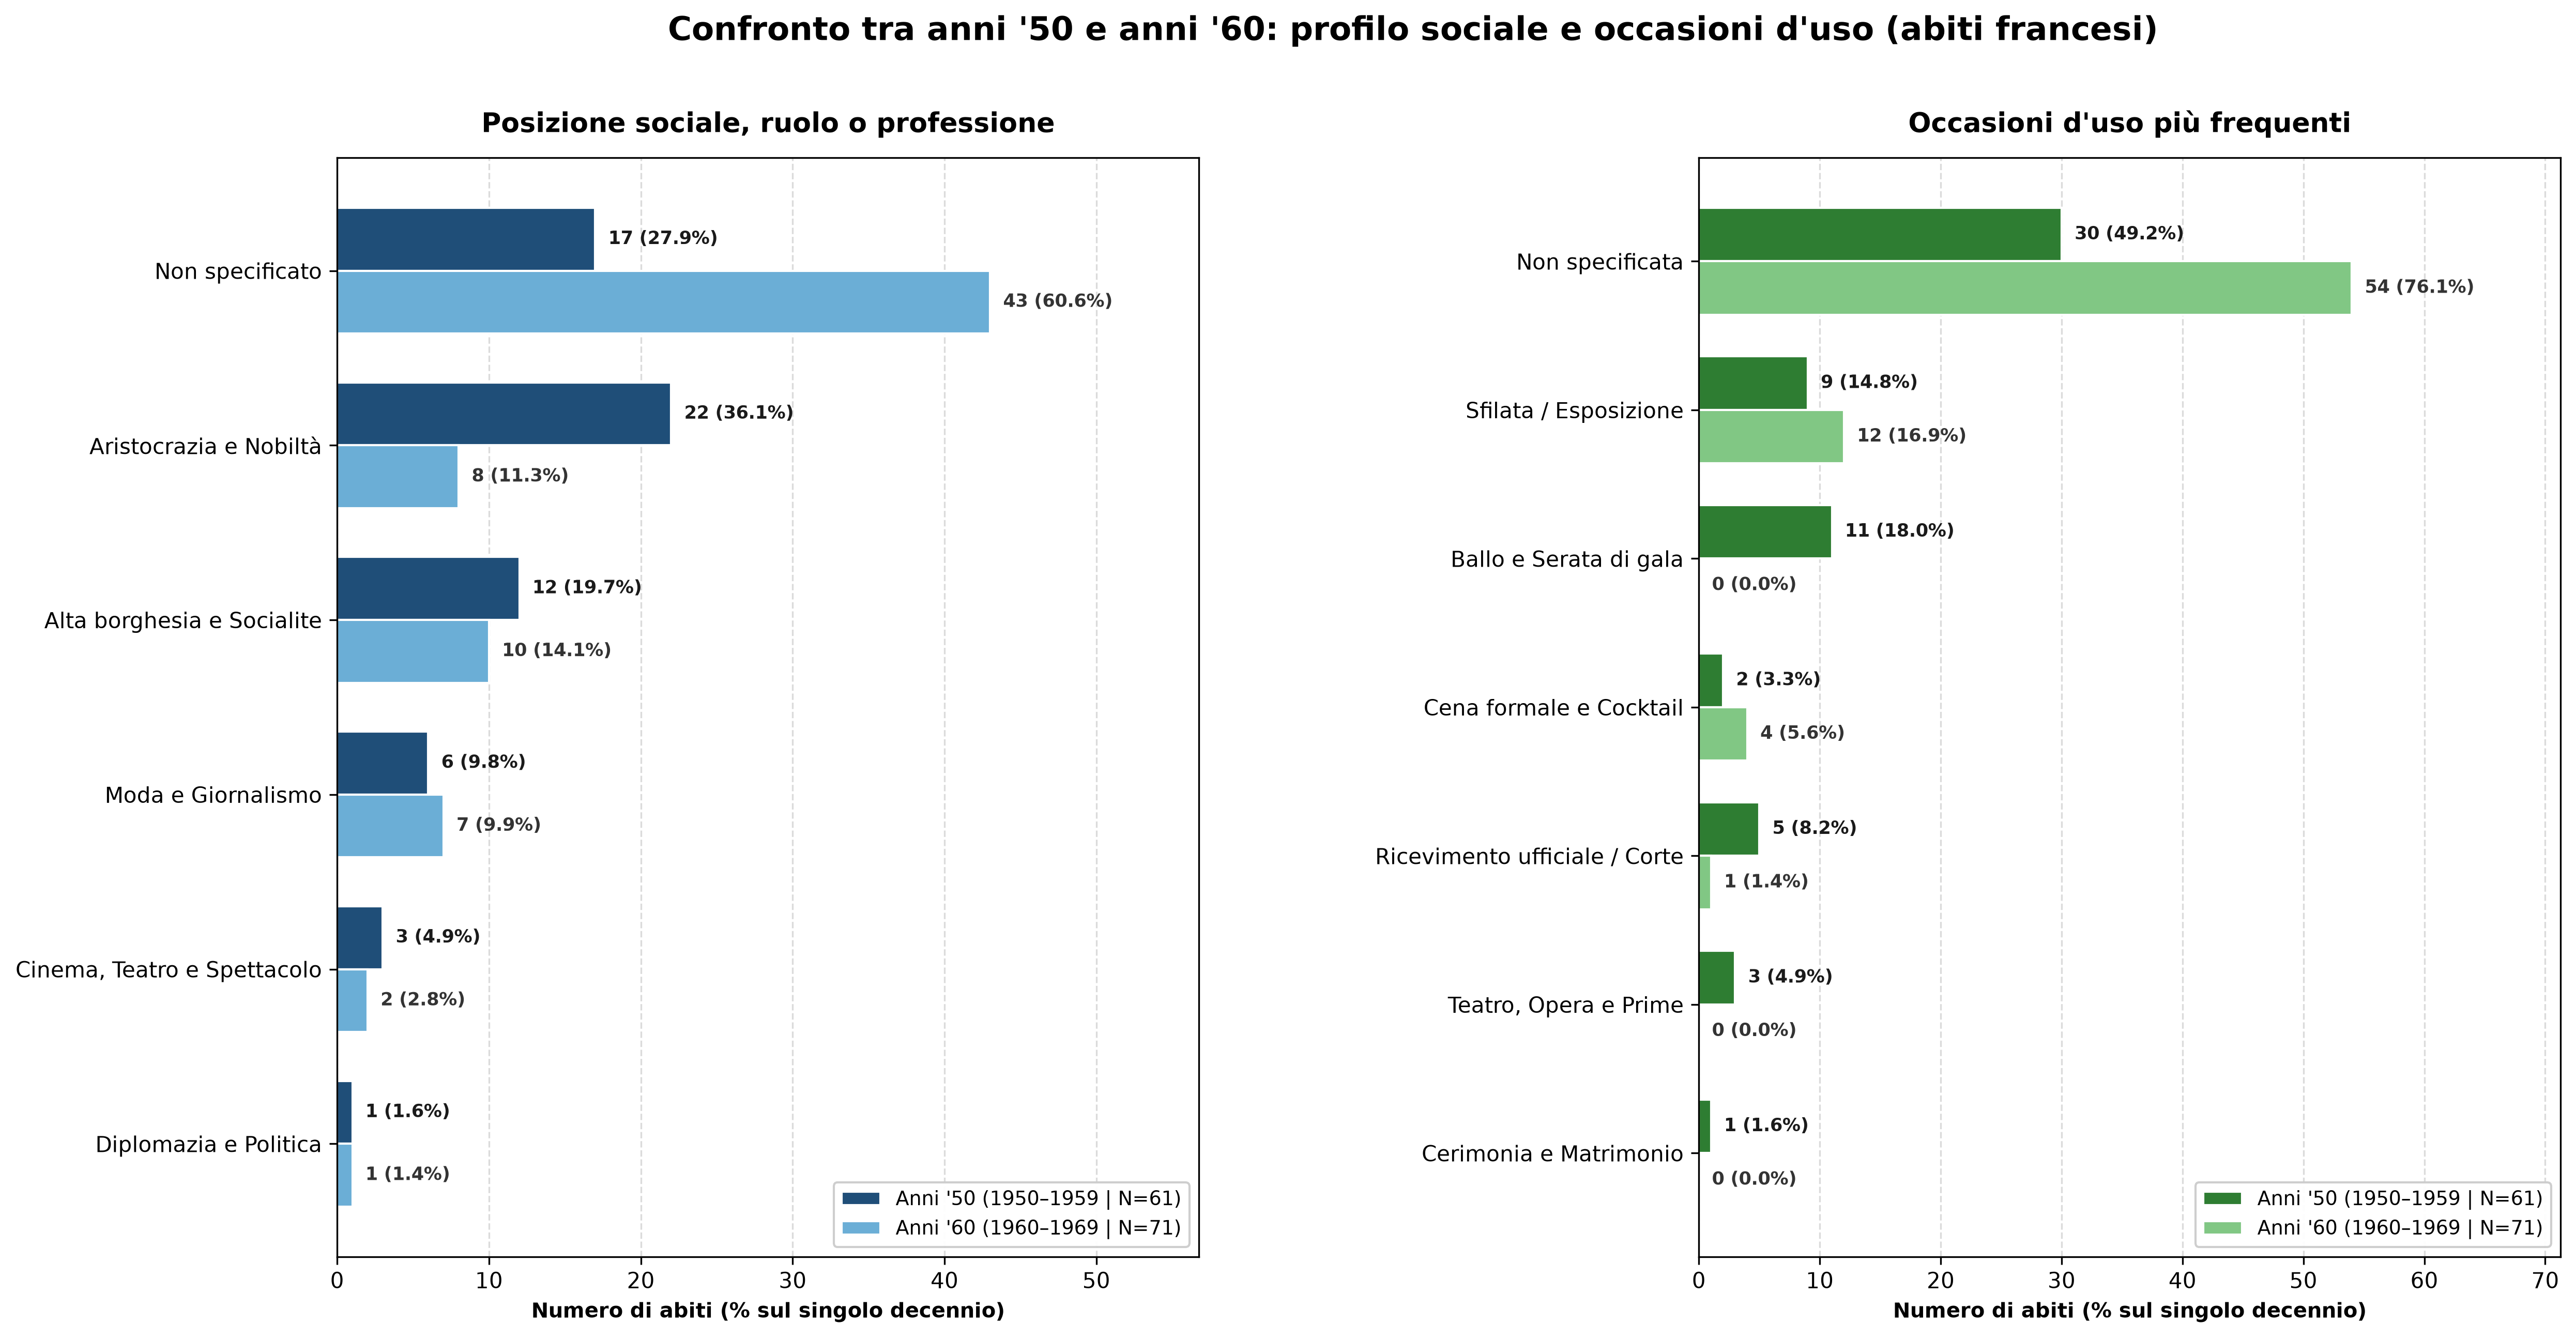 Confronto tra anni '50 e anni '60: profilo sociale e occasioni d'uso (abiti francesi)
Posizione sociale, ruolo o professione
Non specificato
17 (27.9%)
43 (60.6%)
Aristocrazia e Nobiltà
22 (36.1%)
8 (11.3%)
Alta borghesia e Socialite
12 (19.7%)
10 (14.1%)
Moda e Giornalismo
6 (9.8%)
7 (9.9%)
Cinema, Teatro e Spettacolo
3 (4.9%)
2 (2.8%)
Diplomazia e Politica
1 (1.6%)
1 (1.4%)
Anni '50 (1950–1959 | N=61)
Anni '60 (1960–1969 | N=71)
0 10 20 30 40 50
Numero di abiti (% sul singolo decennio)
Occasioni d'uso più frequenti
Non specificata
30 (49.2%)
54 (76.1%)
Sfilata / Esposizione
9 (14.8%)
12 (16.9%)
Ballo e Serata di gala
11 (18.0%)
0 (0.0%)
Cena formale e Cocktail
2 (3.3%)
4 (5.6%)
Ricevimento ufficiale / Corte
5 (8.2%)
1 (1.4%)
Teatro, Opera e Prime
3 (4.9%)
0 (0.0%)
Cerimonia e Matrimonio
1 (1.6%)
0 (0.0%)
Anni '50 (1950–1959 | N=61)
Anni '60 (1960–1969 | N=71)
0 10 20 30 40 50 60 70
Numero di abiti (% sul singolo decennio)